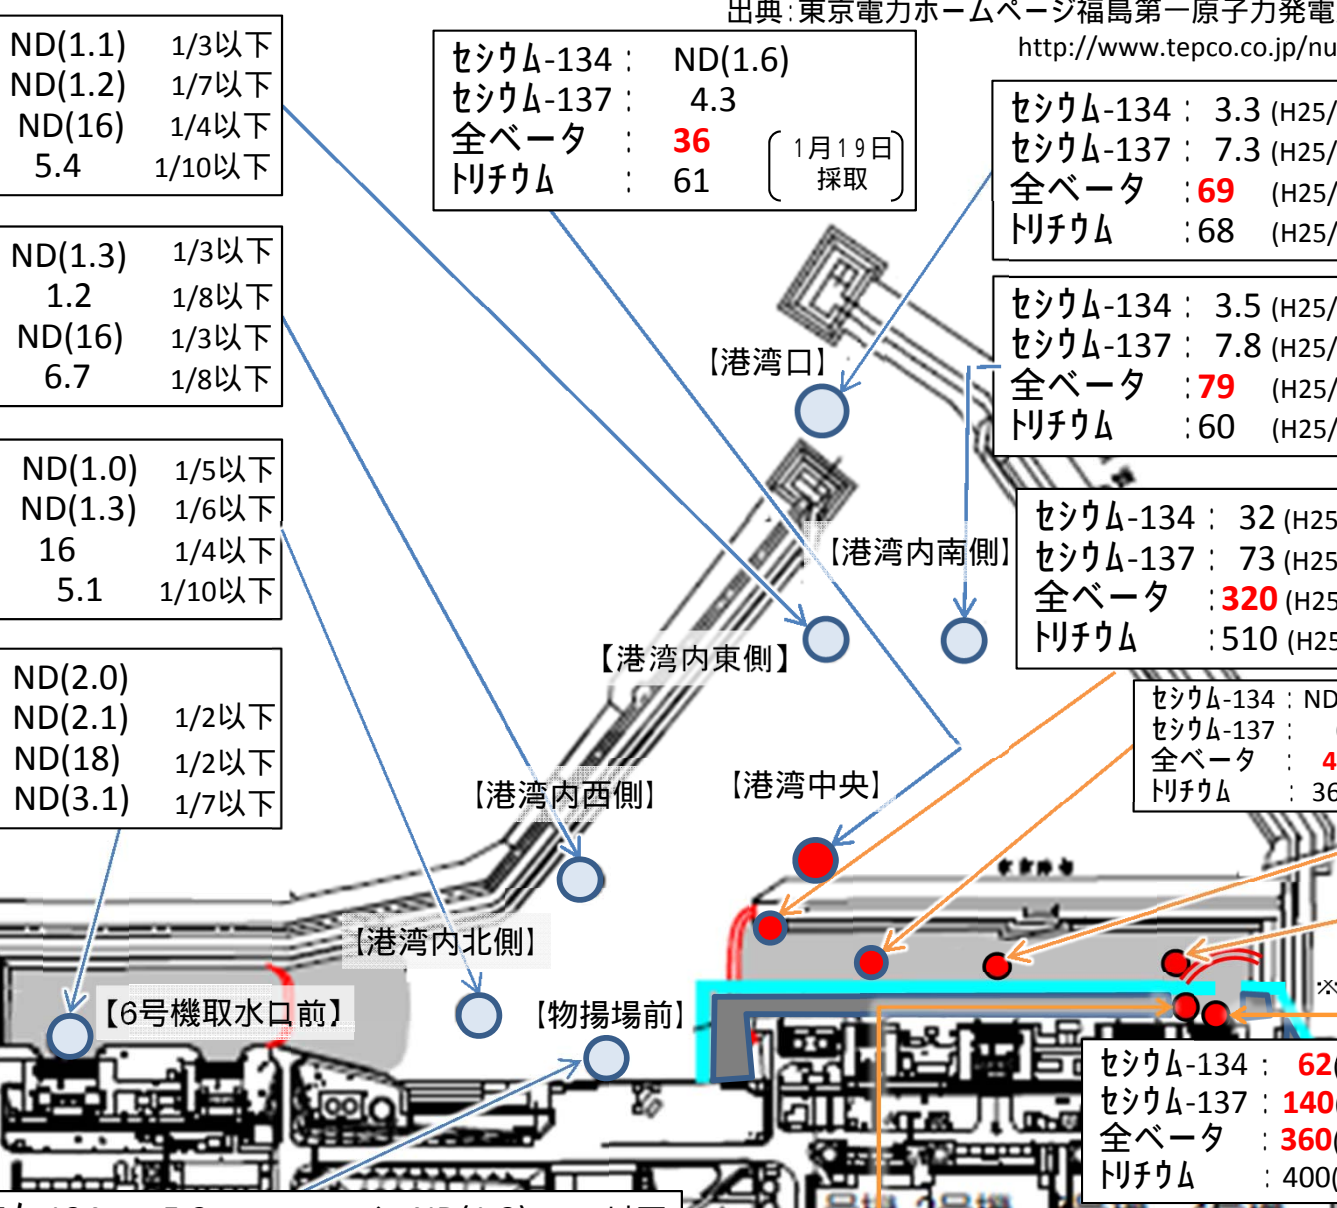 出典：東京電力ホームページ福島第一原子力発電
http://www.tepco.co.jp/nu
ND(1.1) 1/3以下
ND(1.2) 1/7以下
ND(16) 1/4以下
5.4 1/10以下
セシウム-134： ND(1.6)
セシウム-137： 4.3
全ベータ ： 36
トリチウム ： 61
1月19日
採取
セシウム-134： 3.3 (H25/
セシウム-137： 7.3 (H25/
全ベータ ：69 (H25/
トリチウム ：68 (H25/
ND(1.3) 1/3以下
1.2 1/8以下
ND(16) 1/3以下
6.7 1/8以下
セシウム-134： 3.5 (H25/
セシウム-137： 7.8 (H25/
全ベータ ：79 (H25/
トリチウム ：60 (H25/
【港湾口】
ND(1.0) 1/5以下
ND(1.3) 1/6以下
16 1/4以下
5.1 1/10以下
【港湾内南側】
セシウム-134： 32 (H25
セシウム-137： 73 (H25
全ベータ ：320 (H25
トリチウム ：510 (H25
【港湾内東側】
ND(2.0)
ND(2.1) 1/2以下
ND(18) 1/2以下
ND(3.1) 1/7以下
セシウム-134：ND
セシウム-137：
全ベータ ： 4
トリチウム ： 36
【港湾内西側】
【港湾中央】
【港湾内北側】
【6号機取水口前】
【物揚場前】
※
セシウム-134： 62(
セシウム-137：140(
全ベータ ：360(
トリチウム ：400(